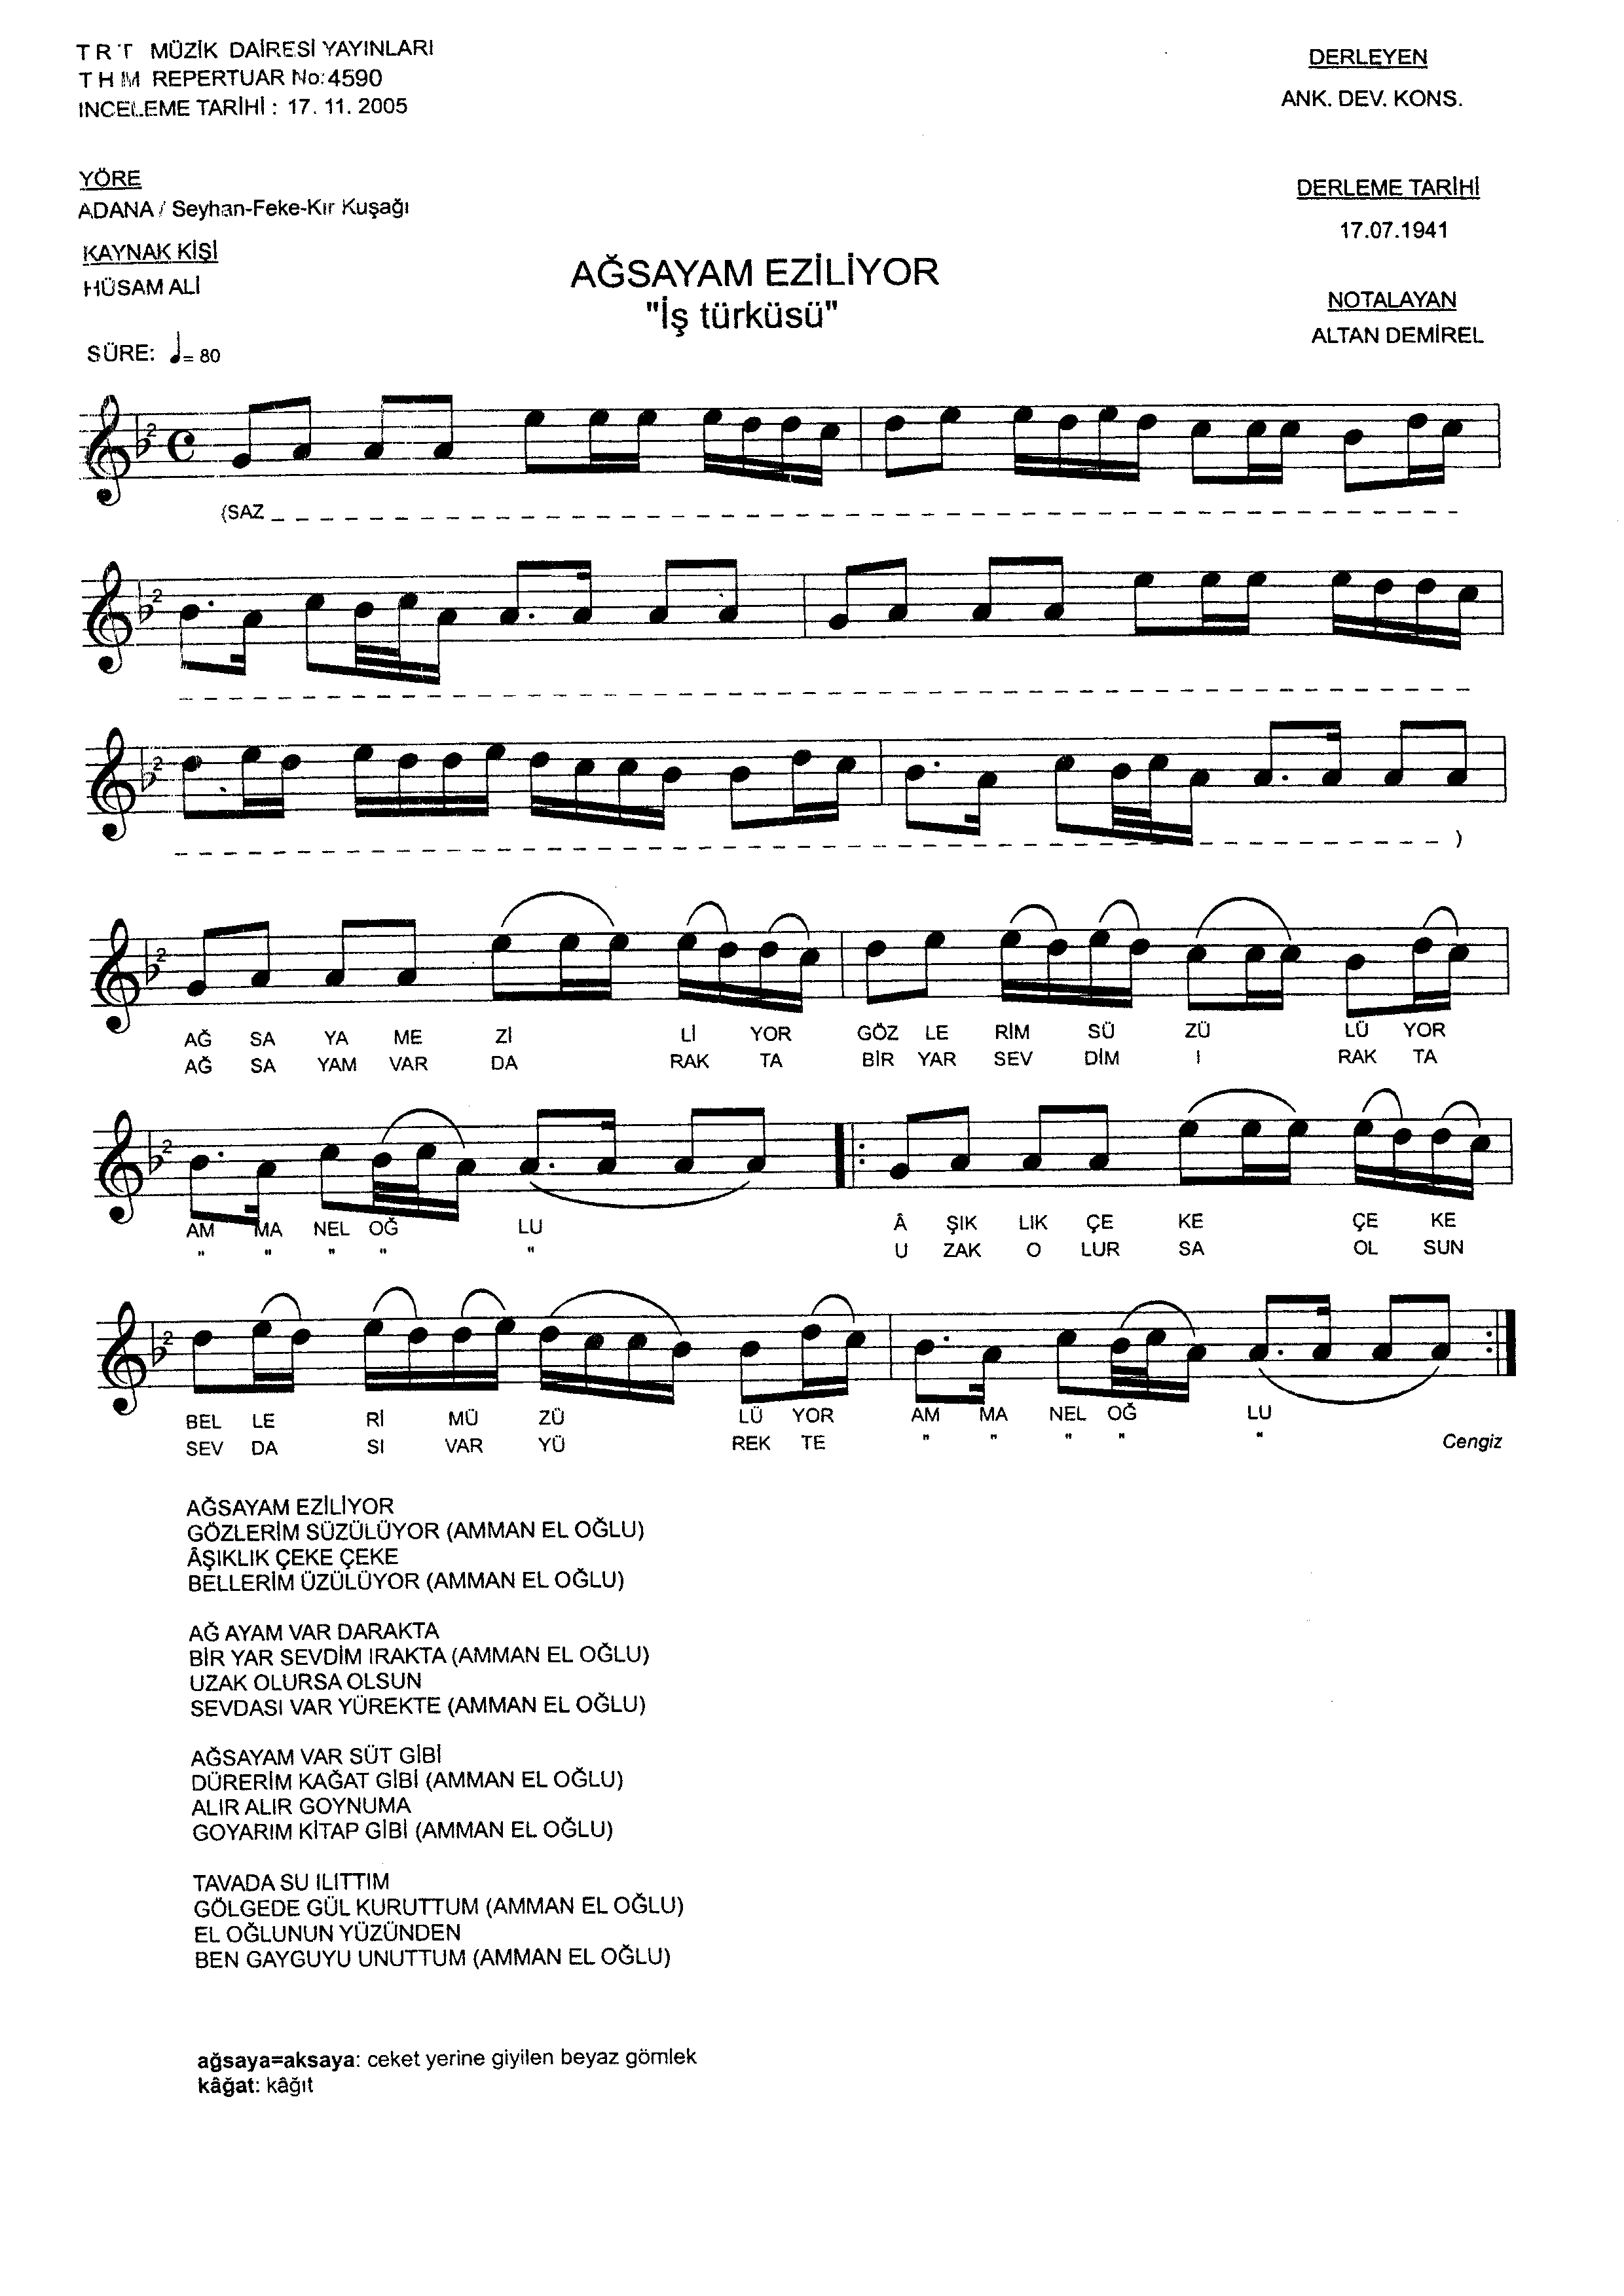 TRT MÜZİK DAİRESİ YAYINLARI
THM REPERTUAR No: 4590
INCELEME TARİHİ : 17. 11. 2005
DERLEYEN
ANK. DEV. KONS.
YÖRE
ADANA / Seyhan-Feke-Kır Kuşağı
DERLEME TARİHİ
17.07.1941
KAYNAK KİŞİ
HÜSAM ALİ
AĞSAYAM EZİLİYOR
"İş türküsü"
NOTALAYAN
ALTAN DEMİREL
SÜRE: ♩= 80
(SAZ
)
AĞ SA YA ME Zİ Lİ YOR GÖZ LE RİM SÜ ZÜ LÜ YOR
AĞ SA YAM VAR DA RAK TA BİR YAR SEV DİM I RAK TA
AM MA NEL OĞ LU Â ŞIK LIK ÇE KE ÇE KE
" " " " " U ZAK O LUR SA OL SUN
BEL LE Rİ MÜ ZÜ LÜ YOR AM MA NEL OĞ LU
SEV DA SI VAR YÜ REK TE " " " " "
Cengiz
AĞSAYAM EZİLİYOR
GÖZLERİM SÜZÜLÜYOR (AMMAN EL OĞLU)
ÂŞIKLIK ÇEKE ÇEKE
BELLERİM ÜZÜLÜYOR (AMMAN EL OĞLU)
AĞ AYAM VAR DARAKTA
BİR YAR SEVDİM IRAKTA (AMMAN EL OĞLU)
UZAK OLURSA OLSUN
SEVDASI VAR YÜREKTE (AMMAN EL OĞLU)
AĞSAYAM VAR SÜT GİBİ
DÜRERİM KAĞAT GİBİ (AMMAN EL OĞLU)
ALIR ALIR GOYNUMA
GOYARIM KİTAP GİBİ (AMMAN EL OĞLU)
TAVADA SU ILITTIM
GÖLGEDE GÜL KURUTTUM (AMMAN EL OĞLU)
EL OĞLUNUN YÜZÜNDEN
BEN GAYGUYU UNUTTUM (AMMAN EL OĞLU)
ağsaya=aksaya: ceket yerine giyilen beyaz gömlek
kâğat: kâğıt